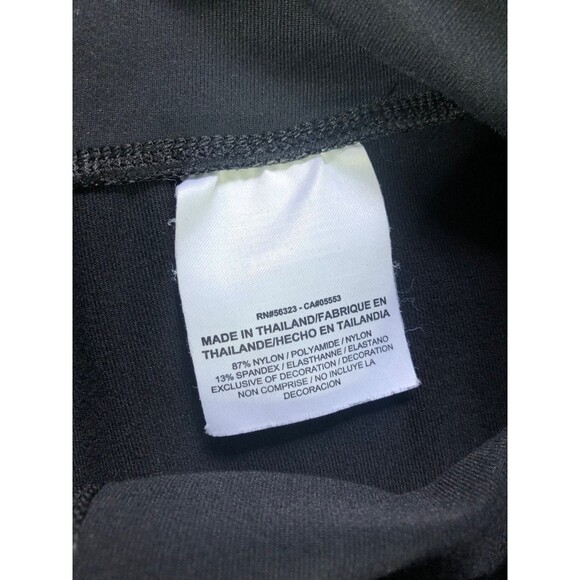 RN#56323 - CA#05553
MADE IN THAILAND/FABRIQUE EN
THAILANDE/HECHO EN TAILANDIA
87% NYLON / POLYAMIDE / NYLON
13% SPANDEX / ELASTHANNE / ELASTANO
EXCLUSIVE OF DECORATION / DECORATION
NON COMPRISE / NO INCLUYE LA
DECORACION